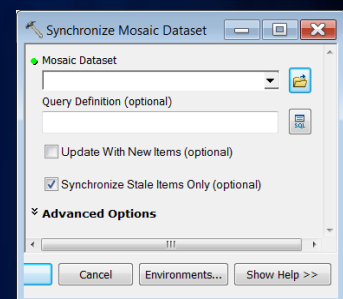 Synchronize Mosaic Dataset
Mosaic Dataset
Query Definition (optional)
SQL
Update With New Items (optional)
Synchronize Stale Items Only (optional)
Advanced Options
Cancel Environments... Show Help >>